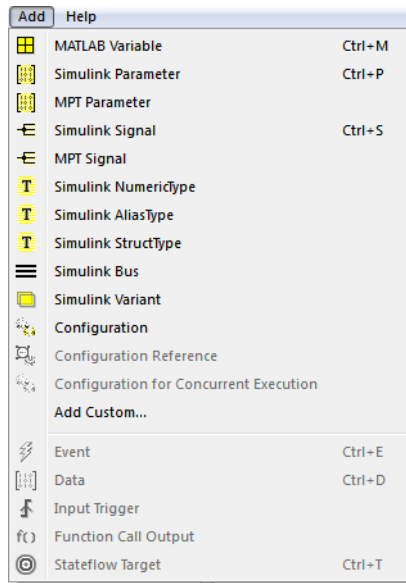 Add Help
MATLAB Variable Ctrl+M
Simulink Parameter Ctrl+P
MPT Parameter
Simulink Signal Ctrl+S
MPT Signal
T Simulink NumericType
T Simulink AliasType
T Simulink StructType
Simulink Bus
Simulink Variant
Configuration
Configuration Reference
Configuration for Concurrent Execution
Add Custom...
Event Ctrl+E
Data Ctrl+D
Input Trigger
f() Function Call Output
Stateflow Target Ctrl+T